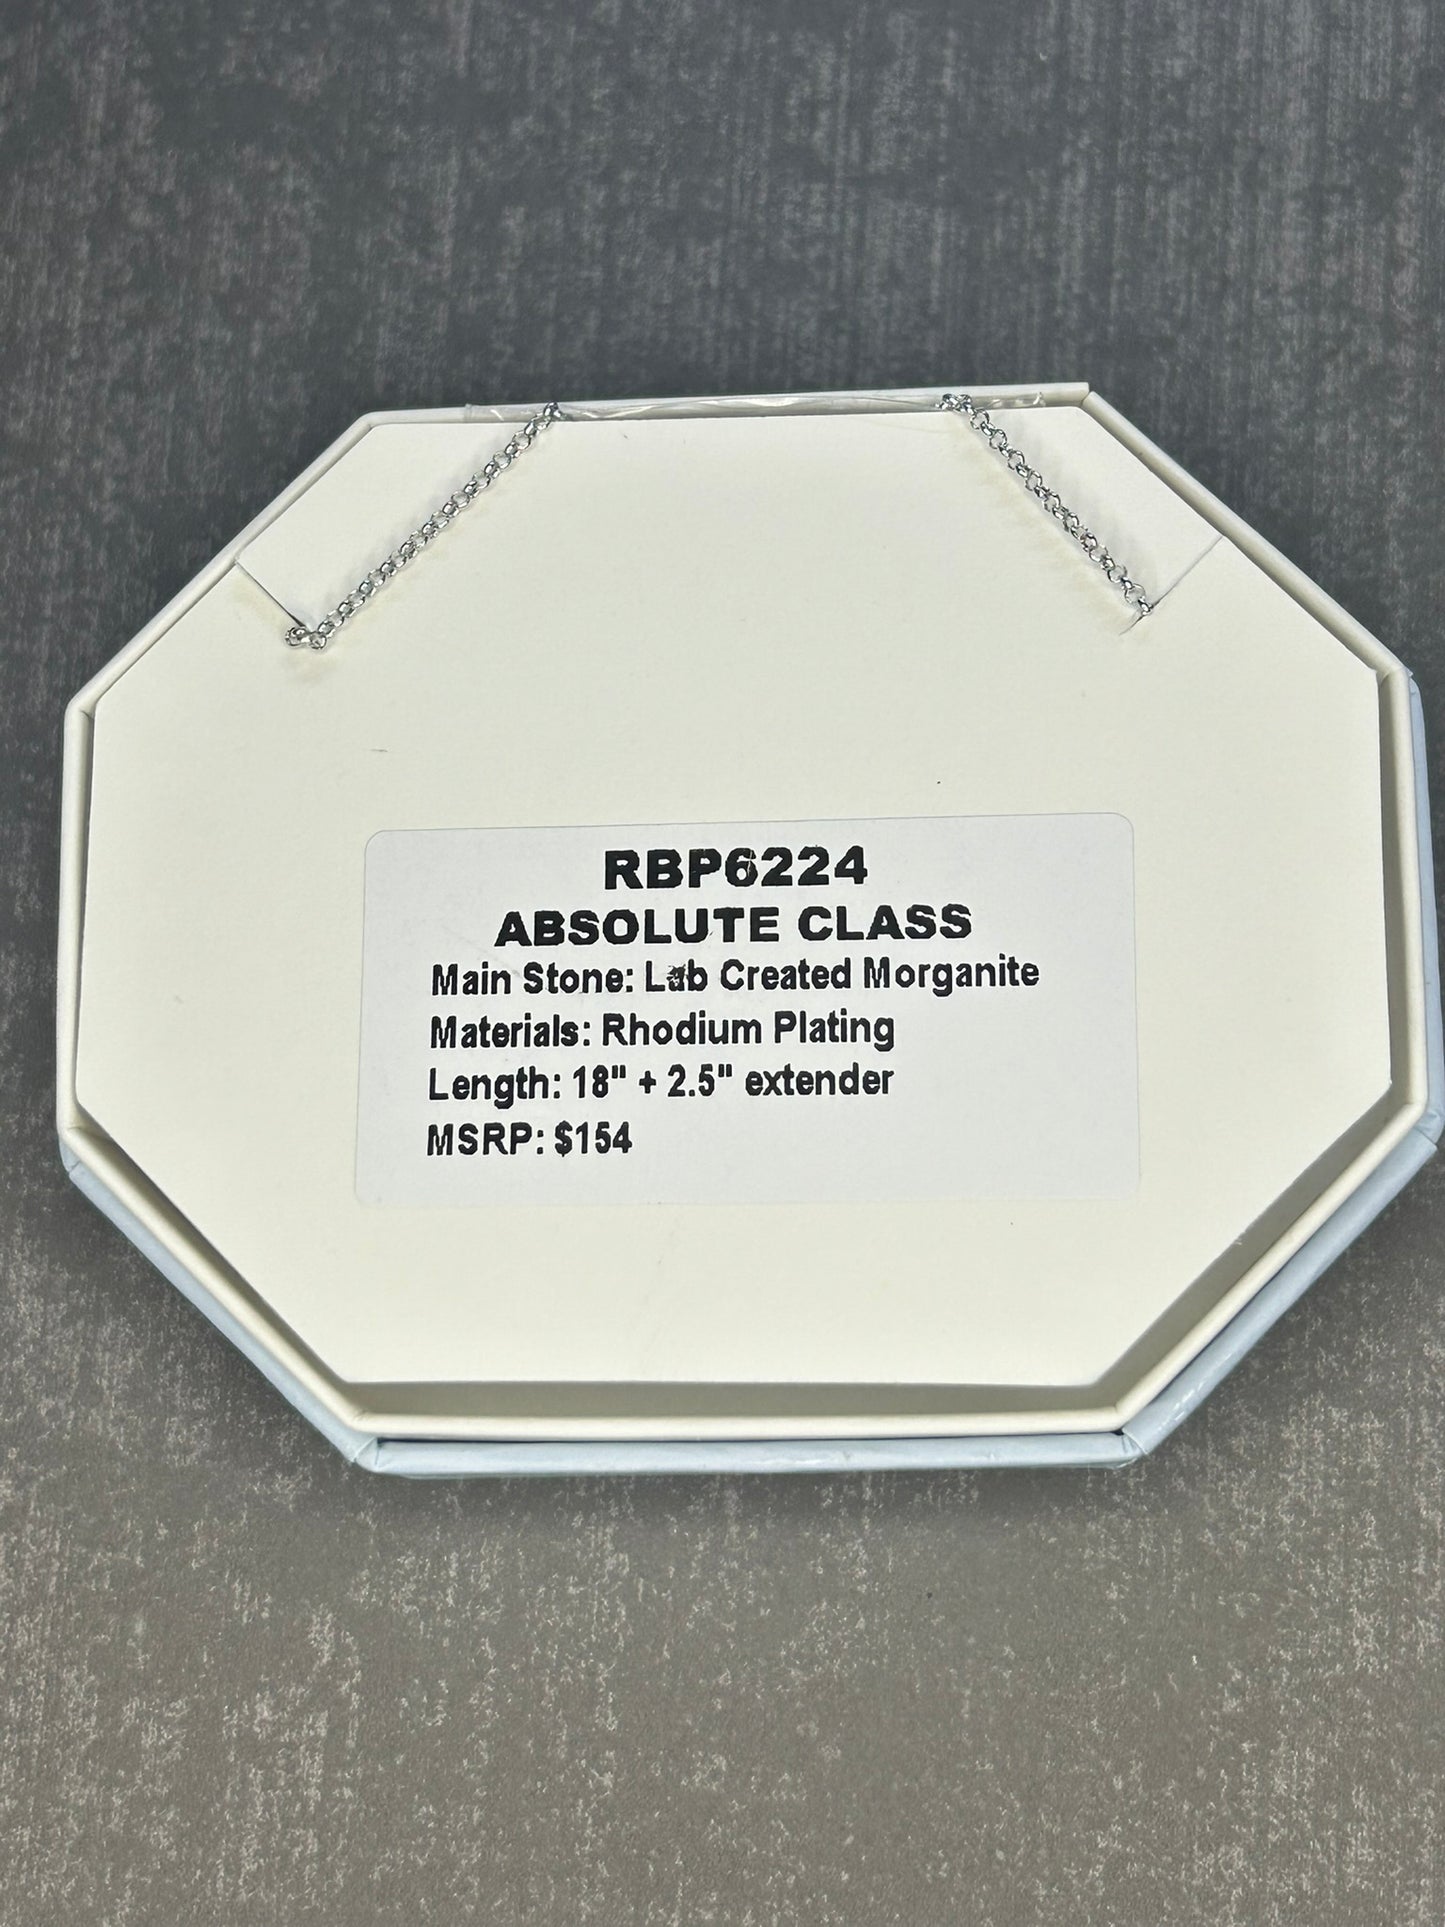 RBP6224
ABSOLUTE CLASS
Main Stone: Lab Created Morganite
Materials: Rhodium Plating
Length: 18" + 2.5" extender
MSRP: $154